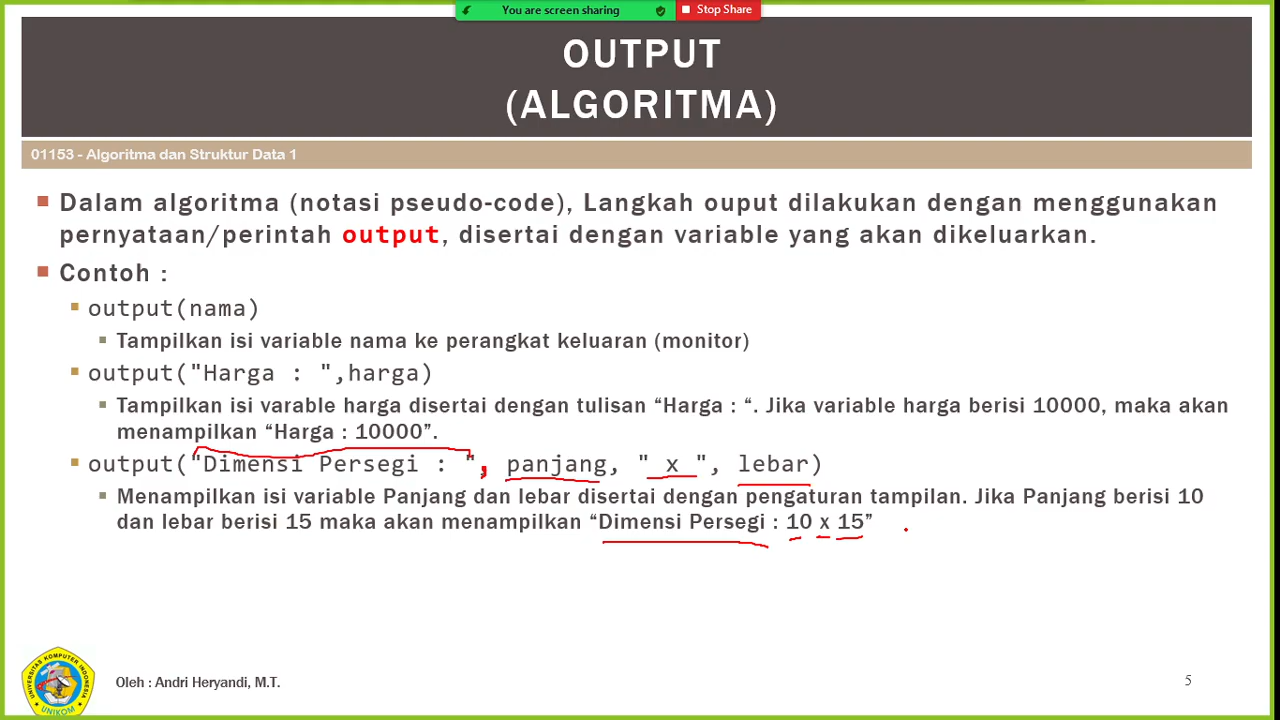 You are screen sharing
Stop Share
OUTPUT
(ALGORITMA)
01153 - Algoritma dan Struktur Data 1
Dalam algoritma (notasi pseudo-code), Langkah ouput dilakukan dengan menggunakan
pernyataan/perintah output, disertai dengan variable yang akan dikeluarkan.
Contoh :
output(nama)
Tampilkan isi variable nama ke perangkat keluaran (monitor)
output("Harga : ",harga)
Tampilkan isi varable harga disertai dengan tulisan “Harga : “. Jika variable harga berisi 10000, maka akan
menampilkan “Harga : 10000”.
output("Dimensi Persegi : ", panjang, " x ", lebar)
Menampilkan isi variable Panjang dan lebar disertai dengan pengaturan tampilan. Jika Panjang berisi 10
dan lebar berisi 15 maka akan menampilkan “Dimensi Persegi : 10 x 15”
UNIVERSITAS KOMPUTER INDONESIA
UNIKOM
Oleh : Andri Heryandi, M.T.
5